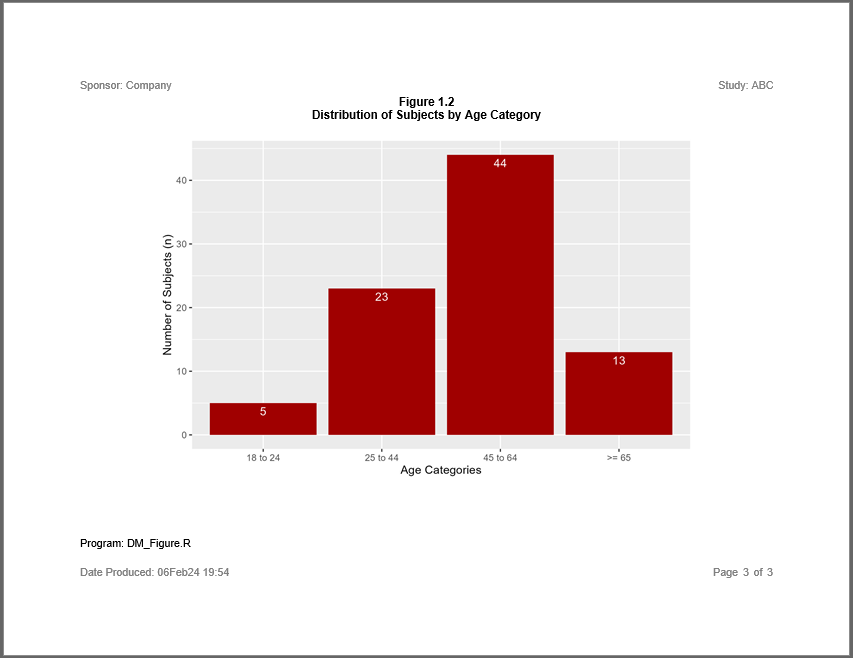 Sponsor: Company Study: ABC
Figure 1.2
Distribution of Subjects by Age Category
Number of Subjects (n)
40
30
20
10
0
5
23
44
13
18 to 24 25 to 44 45 to 64 >= 65
Age Categories
Program: DM_Figure.R
Date Produced: 06Feb24 19:54 Page 3 of 3